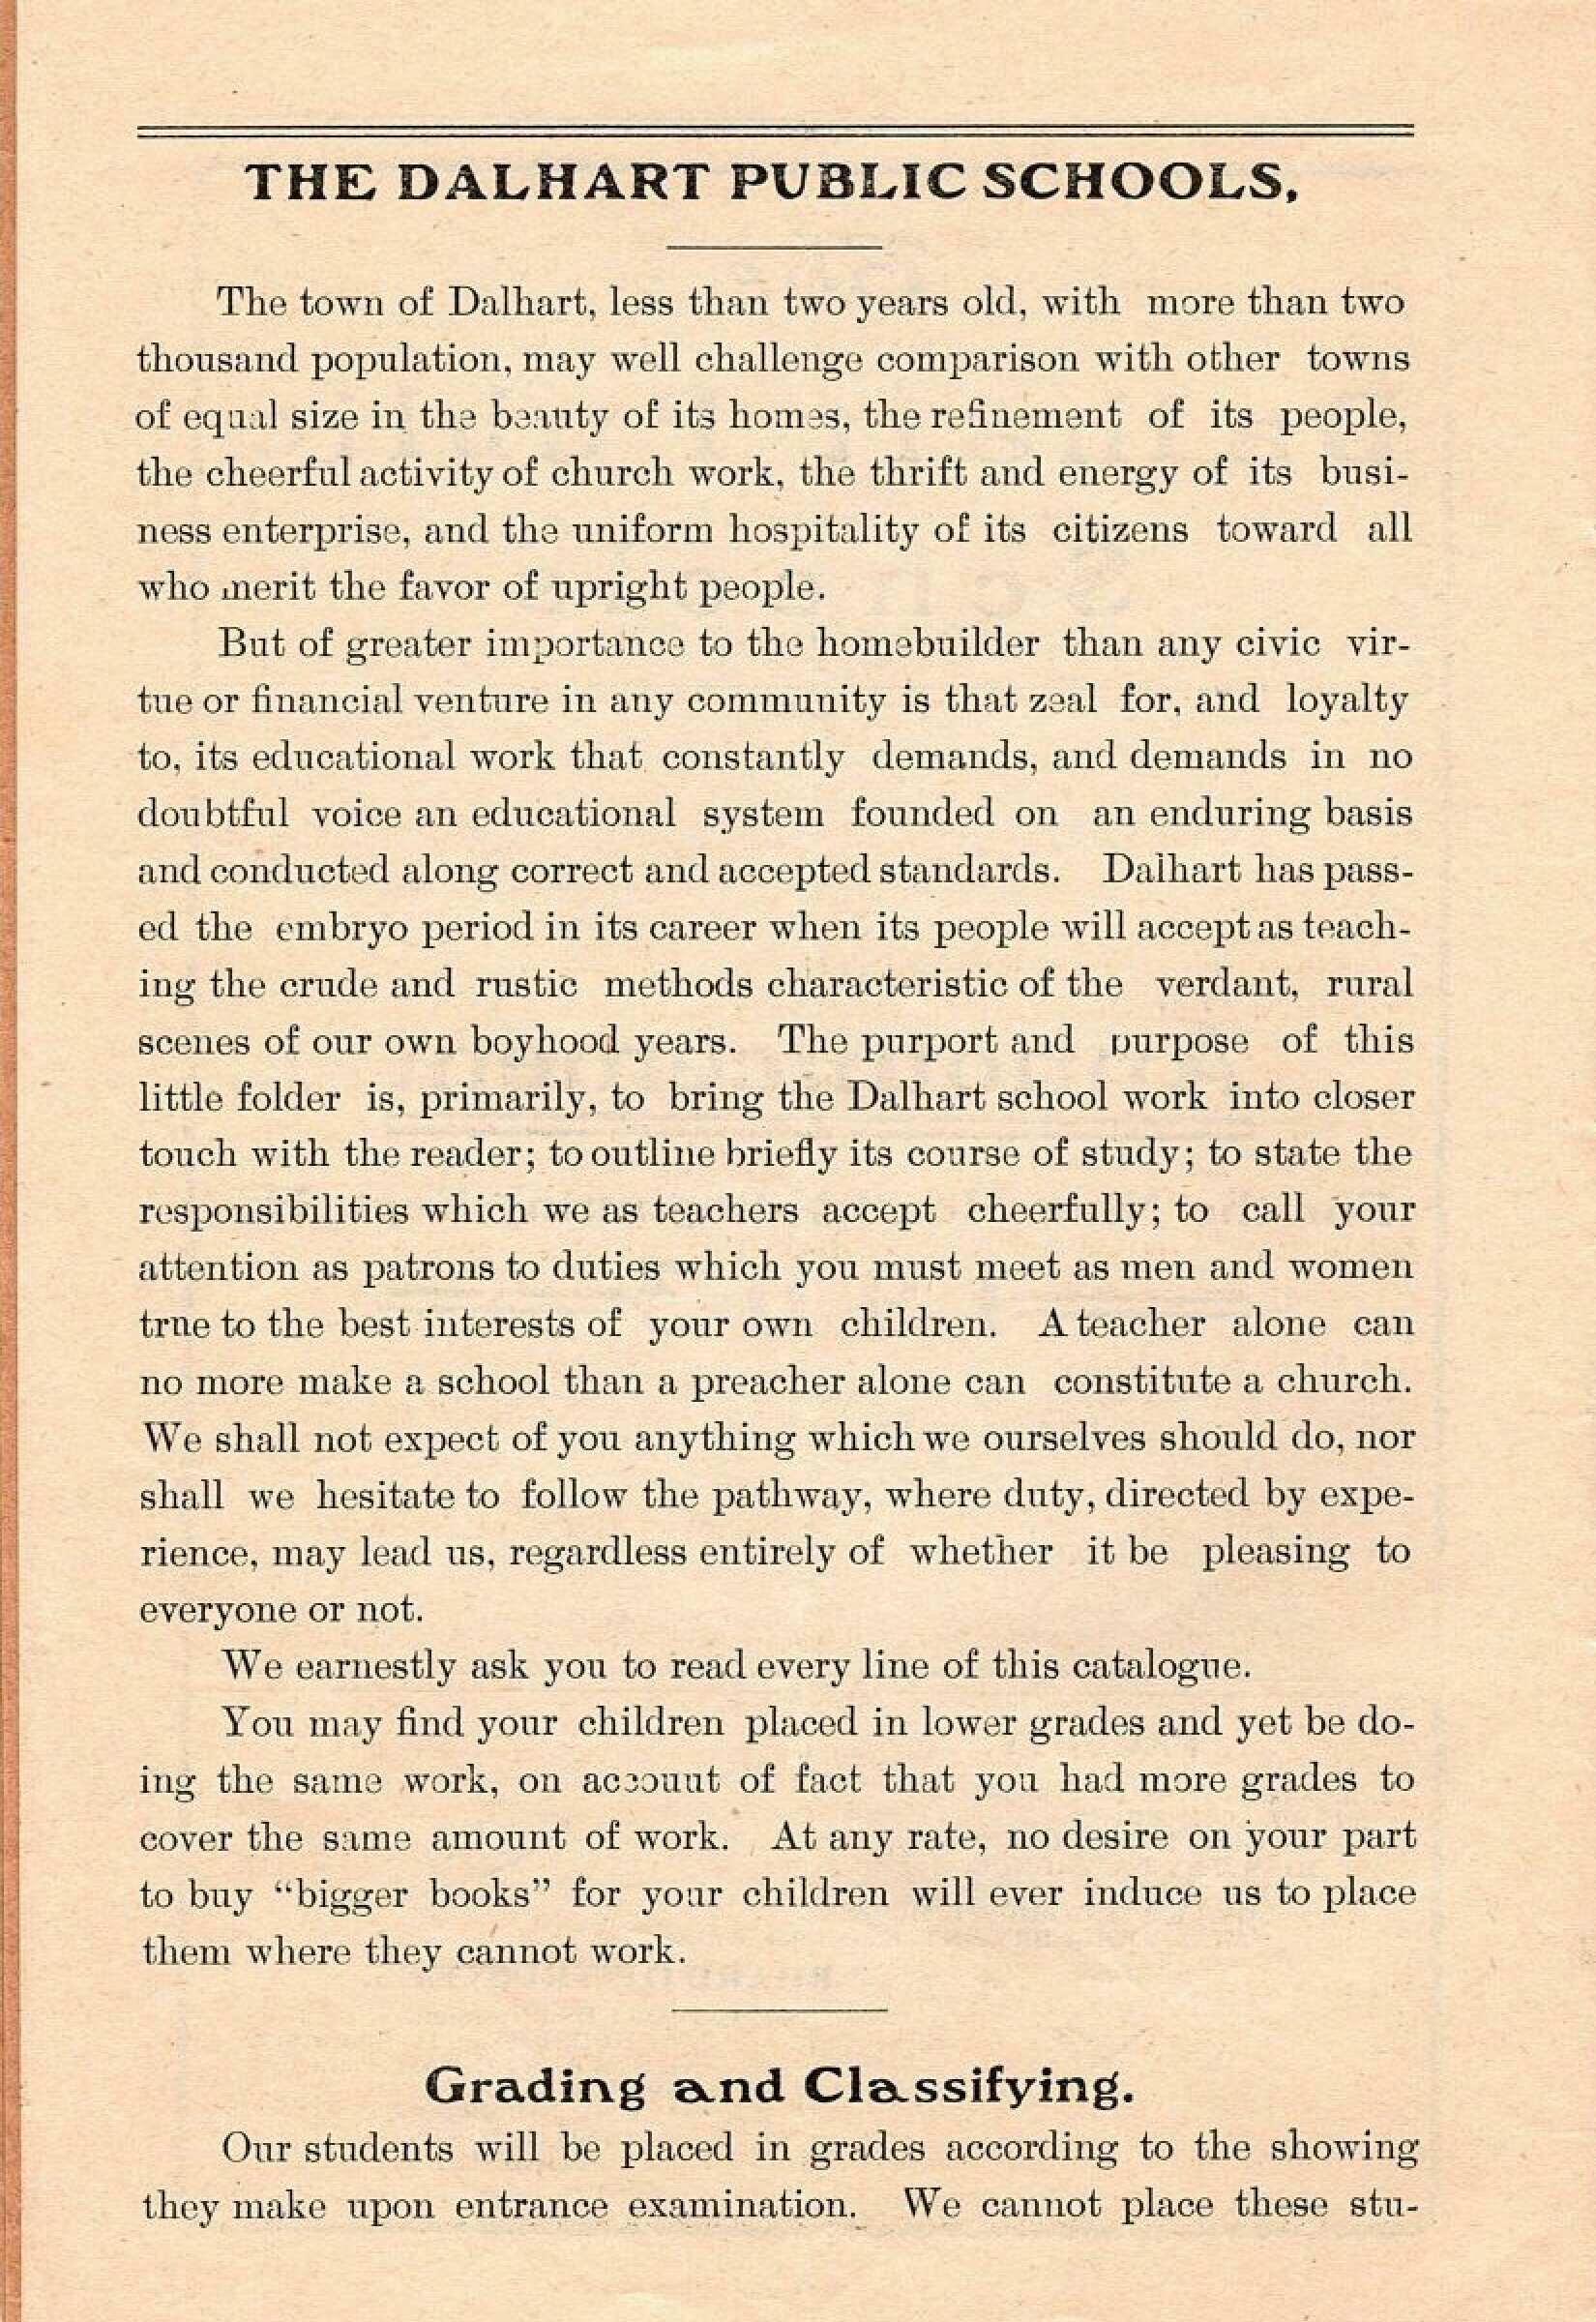 THE DALHART PUBLIC SCHOOLS.
The town of Dalhart, less than two years old, with more than two
thousand population, may well challenge comparison with other towns
of equal size in the beauty of its homes, the refinement of its people,
the cheerful activity of church work, the thrift and energy of its busi-
ness enterprise, and the uniform hospitality of its citizens toward all
who merit the favor of upright people.
But of greater importance to the homebuilder than any civic vir-
tue or financial venture in any community is that zeal for, and loyalty
to, its educational work that constantly demands, and demands in no
doubtful voice an educational system founded on an enduring basis
and conducted along correct and accepted standards. Dalhart has pass-
ed the embryo period in its career when its people will accept as teach-
ing the crude and rustic methods characteristic of the verdant, rural
scenes of our own boyhood years. The purport and purpose of this
little folder is, primarily, to bring the Dalhart school work into closer
touch with the reader; to outline briefly its course of study; to state the
responsibilities which we as teachers accept cheerfully; to call your
attention as patrons to duties which you must meet as men and women
true to the best interests of your own children. A teacher alone can
no more make a school than a preacher alone can constitute a church.
We shall not expect of you anything which we ourselves should do, nor
shall we hesitate to follow the pathway, where duty, directed by expe-
rience, may lead us, regardless entirely of whether it be pleasing to
everyone or not.
We earnestly ask you to read every line of this catalogue.
You may find your children placed in lower grades and yet be do-
ing the same work, on account of fact that you had more grades to
cover the same amount of work. At any rate, no desire on your part
to buy “bigger books” for your children will ever induce us to place
them where they cannot work.
Grading and Classifying.
Our students will be placed in grades according to the showing
they make upon entrance examination. We cannot place these stu-